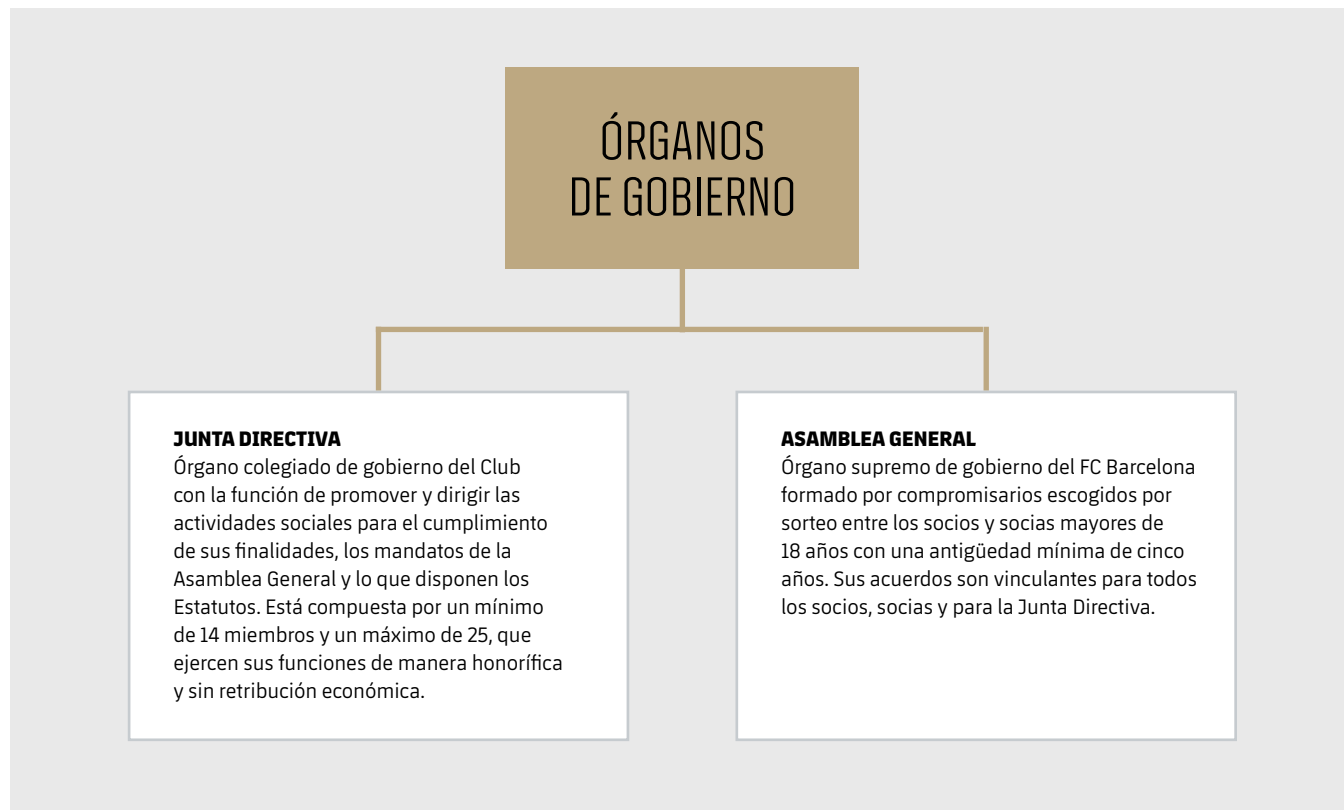 ÓRGANOS
DE GOBIERNO
JUNTA DIRECTIVA
Órgano colegiado de gobierno del Club
con la función de promover y dirigir las
actividades sociales para el cumplimiento
de sus finalidades, los mandatos de la
Asamblea General y lo que disponen los
Estatutos. Está compuesta por un mínimo
de 14 miembros y un máximo de 25, que
ejercen sus funciones de manera honorífica
y sin retribución económica.
ASAMBLEA GENERAL
Órgano supremo de gobierno del FC Barcelona
formado por compromisarios escogidos por
sorteo entre los socios y socias mayores de
18 años con una antigüedad mínima de cinco
años. Sus acuerdos son vinculantes para todos
los socios, socias y para la Junta Directiva.